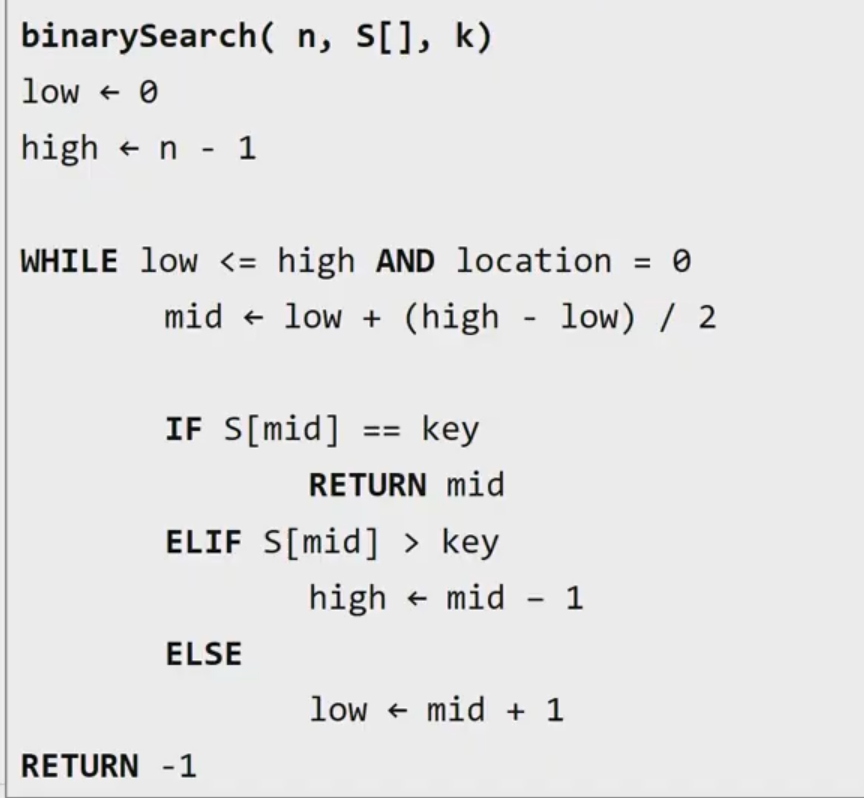 binarySearch( n, S[], k)
low ← 0
high ← n - 1
WHILE low <= high AND location = 0
mid ← low + (high - low) / 2
IF S[mid] == key
RETURN mid
ELIF S[mid] > key
high ← mid – 1
ELSE
low ← mid + 1
RETURN -1